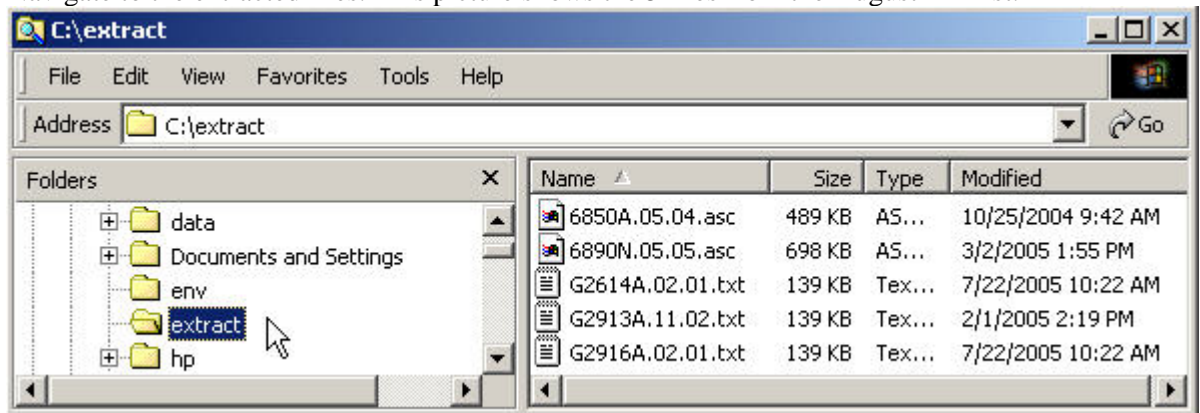 C:\extract
File Edit View Favorites Tools Help
Address C:\extract Go
Folders
data
Documents and Settings
env
extract
hp
Name Size Type Modified
6850A.05.04.asc 489 KB AS... 10/25/2004 9:42 AM
6890N.05.05.asc 698 KB AS... 3/2/2005 1:55 PM
G2614A.02.01.txt 139 KB Tex... 7/22/2005 10:22 AM
G2913A.11.02.txt 139 KB Tex... 2/1/2005 2:19 PM
G2916A.02.01.txt 139 KB Tex... 7/22/2005 10:22 AM